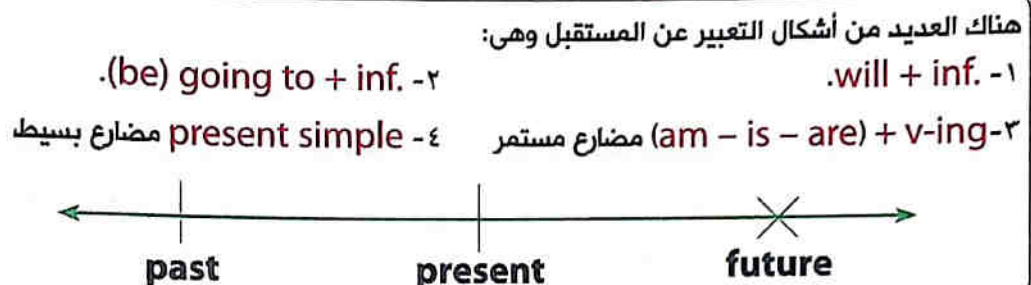 هناك العديد من أشكال التعبير عن المستقبل وهى:
١- will + inf.. ٢- (be) going to + inf..
٣- (am – is – are) + v-ing مضارع مستمر ٤- present simple مضارع بسيط
past present future